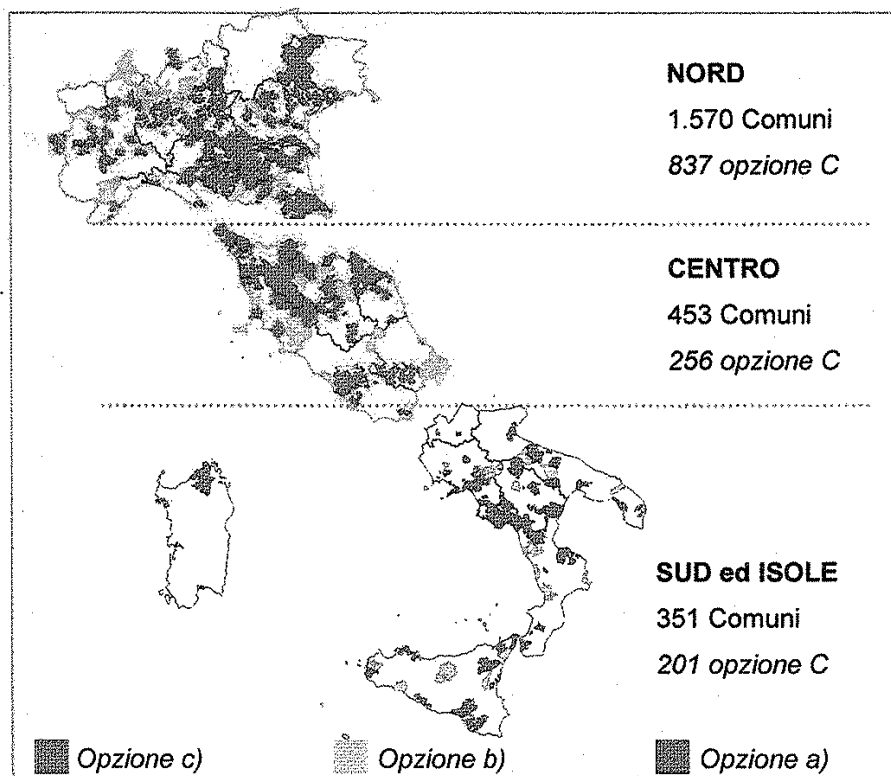 NORD
1.570 Comuni
837 opzione C
CENTRO
453 Comuni
256 opzione C
SUD ed ISOLE
351 Comuni
201 opzione C
Opzione c) Opzione b) Opzione a)